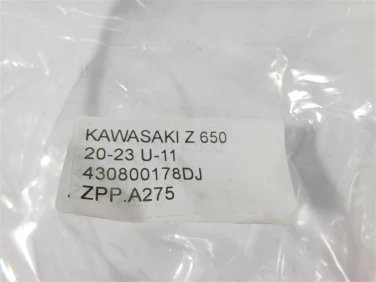 KAWASAKI Z 650
20-23 U-11
430800178DJ
ZPP.A275